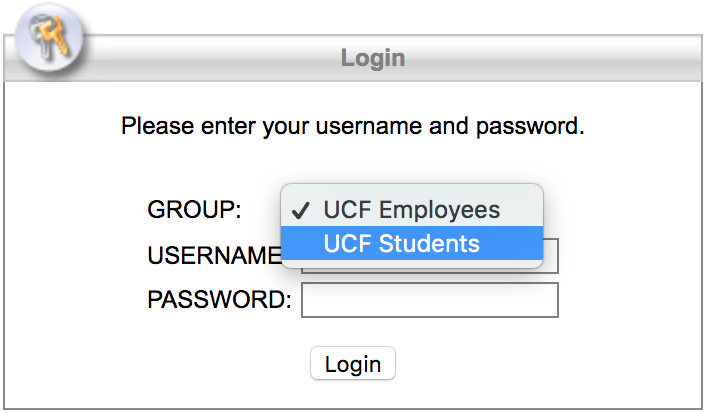 Login
Please enter your username and password.
GROUP: ✓ UCF Employees
UCF Students
USERNAME
PASSWORD:
Login